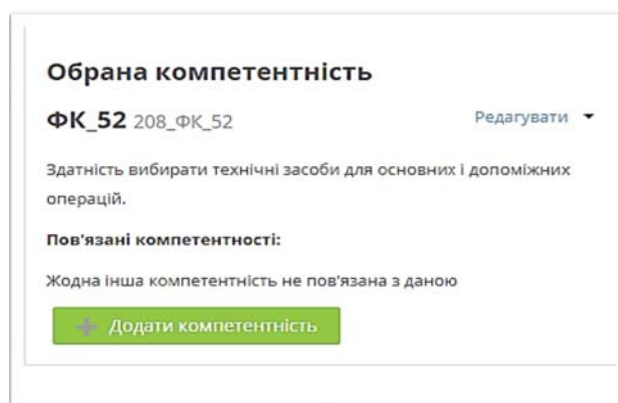 Обрана компетентність
ФК_52 208_ФК_52 Редагувати
Здатність вибирати технічні засоби для основних і допоміжних
операцій.
Пов'язані компетентності:
Жодна інша компетентність не пов'язана з даною
Додати компетентність